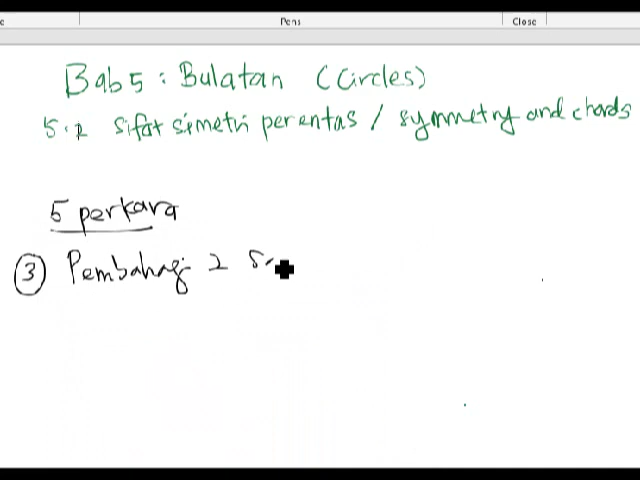 Pens Close
Bab 5 : Bulatan (Circles)
5.2 Sifat simetri perentas / symmetry and chords
5 perkara
3 Pembahagi 2 s